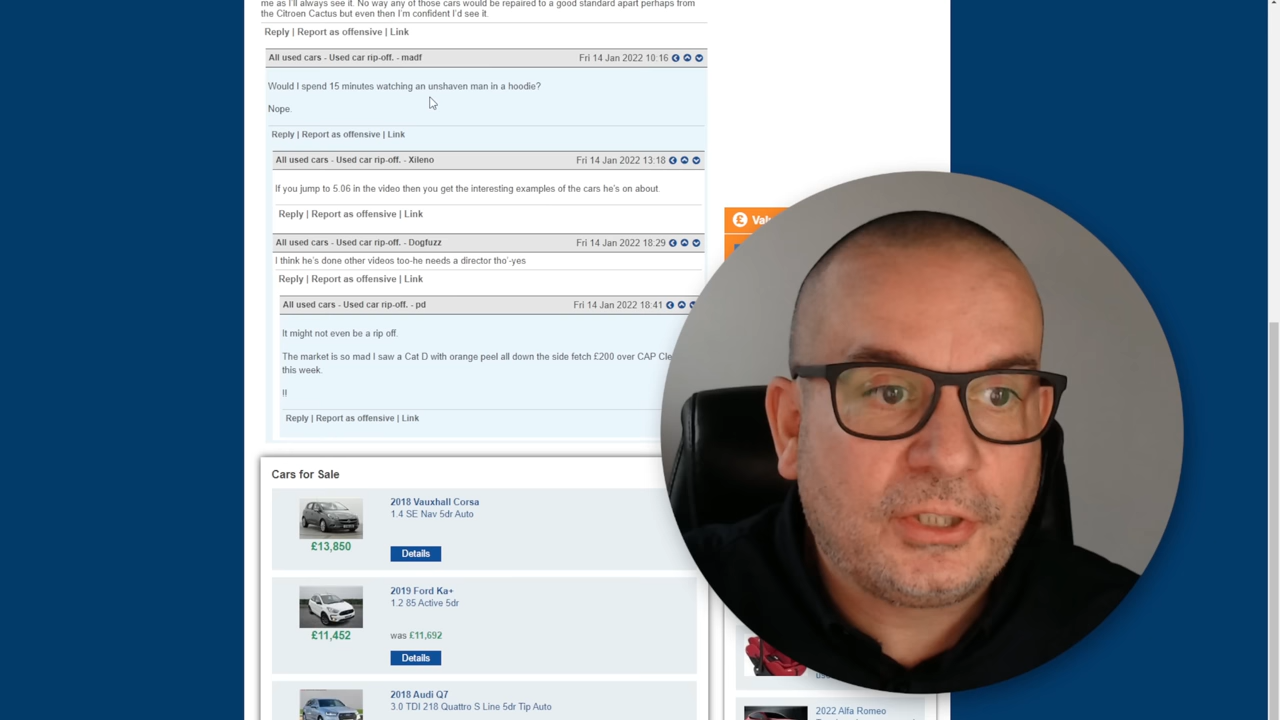 me as I'll always see it. No way any of those cars would be repaired to a good standard apart perhaps from
the Citroen Cactus but even then I'm confident I'd see it.
Reply | Report as offensive | Link
All used cars - Used car rip-off. - madf
Fri 14 Jan 2022 10:16
Would I spend 15 minutes watching an unshaven man in a hoodie?
Nope.
Reply | Report as offensive | Link
All used cars - Used car rip-off. - Xileno
Fri 14 Jan 2022 13:18
If you jump to 5.06 in the video then you get the interesting examples of the cars he's on about.
Reply | Report as offensive | Link
All used cars - Used car rip-off. - Dogfuzz
Fri 14 Jan 2022 18:29
I think he's done other videos too-he needs a director tho'-yes
Reply | Report as offensive | Link
All used cars - Used car rip-off. - pd
Fri 14 Jan 2022 18:41
It might not even be a rip off.
The market is so mad I saw a Cat D with orange peel all down the side fetch £200 over CAP
this week.
!!
Reply | Report as offensive | Link
Cars for Sale
2018 Vauxhall Corsa
1.4 SE Nav 5dr Auto
£13,850
Details
2019 Ford Ka+
1.2 85 Active 5dr
£11,452
was £11,692
Details
2018 Audi Q7
3.0 TDI 218 Quattro S Line 5dr Tip Auto
£
2022 Alfa Romeo